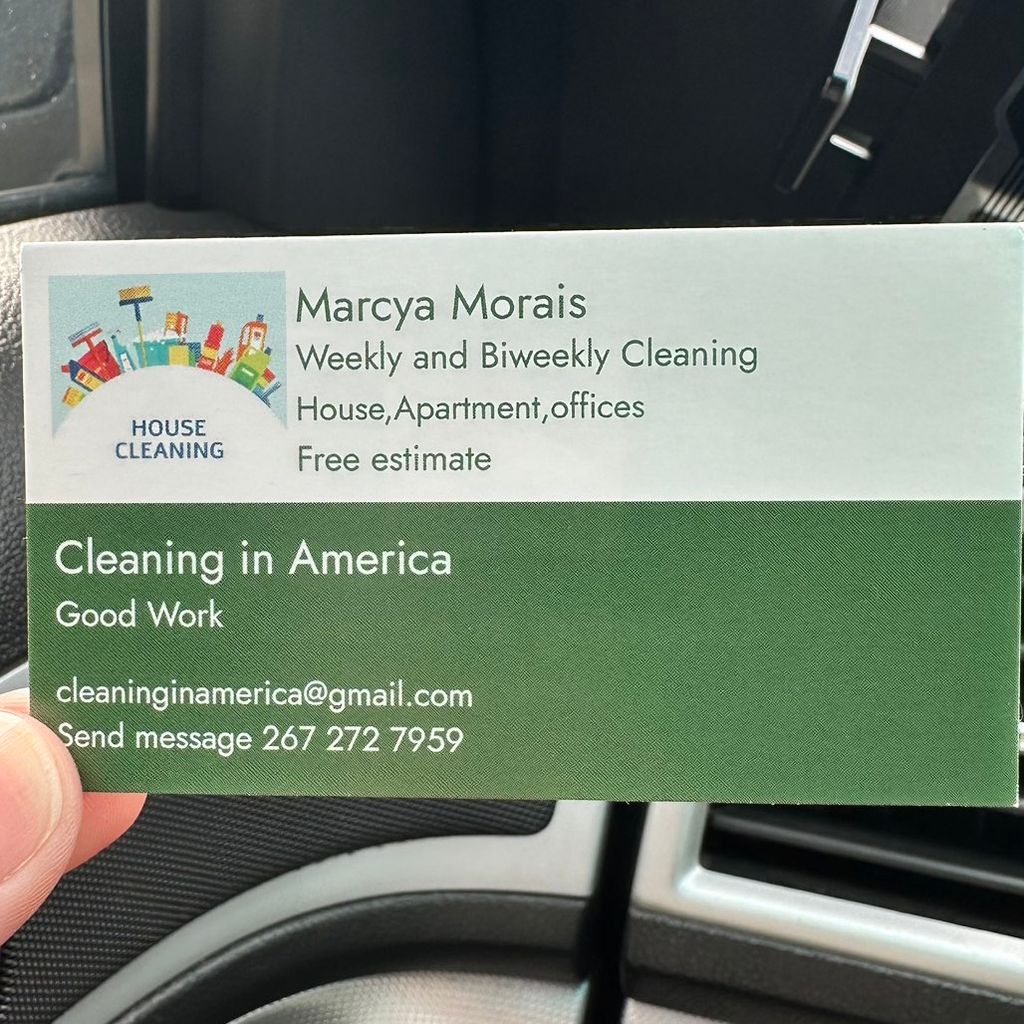 HOUSE
CLEANING
Marcya Morais
Weekly and Biweekly Cleaning
House,Apartment,offices
Free estimate
Cleaning in America
Good Work
cleaninginamerica@gmail.com
Send message 267 272 7959